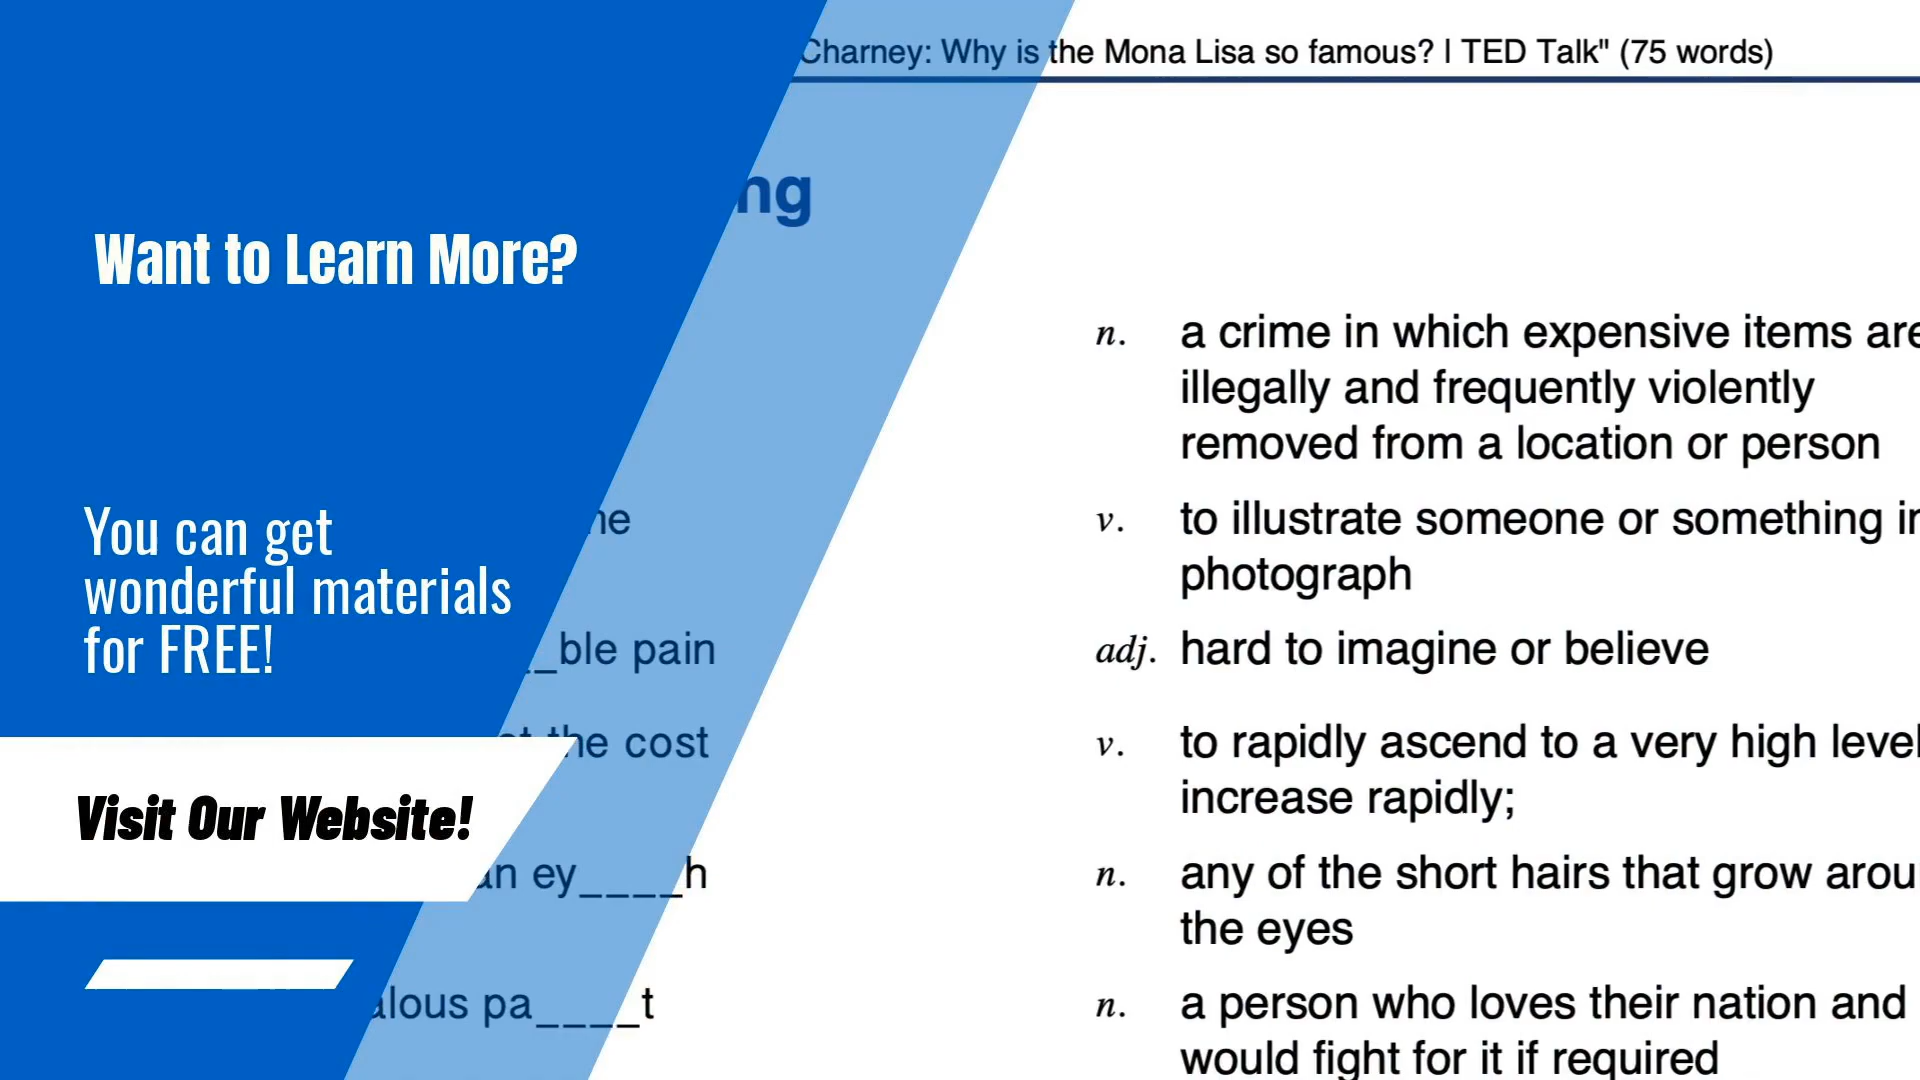 Charney: Why is the Mona Lisa so famous? | TED Talk" (75 words)
ng
Want to Learn More?
n. a crime in which expensive items are
illegally and frequently violently
removed from a location or person
You can get
wonderful materials
for FREE!
v. to illustrate someone or something in
photograph
_ble pain
adj. hard to imagine or believe
the cost
v. to rapidly ascend to a very high level
increase rapidly;
Visit Our Website!
an ey____h
n. any of the short hairs that grow arou
the eyes
alous pa____t
n. a person who loves their nation and
would fight for it if required